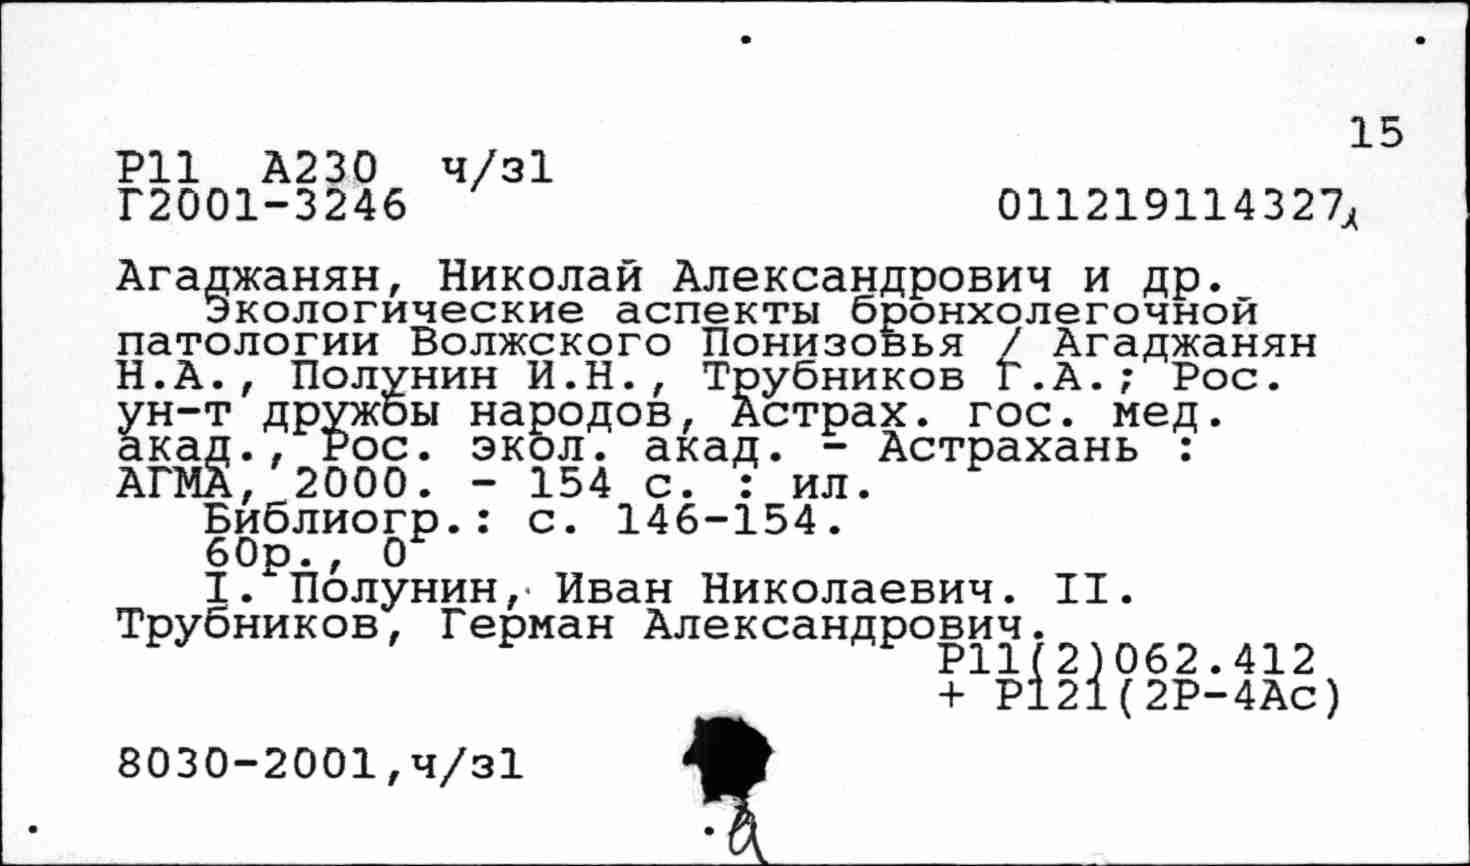 15
Р11 А230 ч/з1
Г2001-3246 011219114327д
Агаджанян, Николай Александрович и др.
Экологические аспекты бронхолегочной
патологии Волжского Понизовья / Агаджанян
Н.А., Полунин И.Н., Трубников Г.А.; Рос.
ун-т дружбы народов, Астрах. гос. мед.
акад., Рос. экол. акад. - Астрахань :
АГМА, 2000. - 154 с. : ил.
Библиогр.: с. 146-154.
60р., 0
I. Полунин, Иван Николаевич. II.
Трубников, Герман Александрович.
Р11(2)062.412
+ Р121(2Р-4Ас)
8030-2001,ч/з1